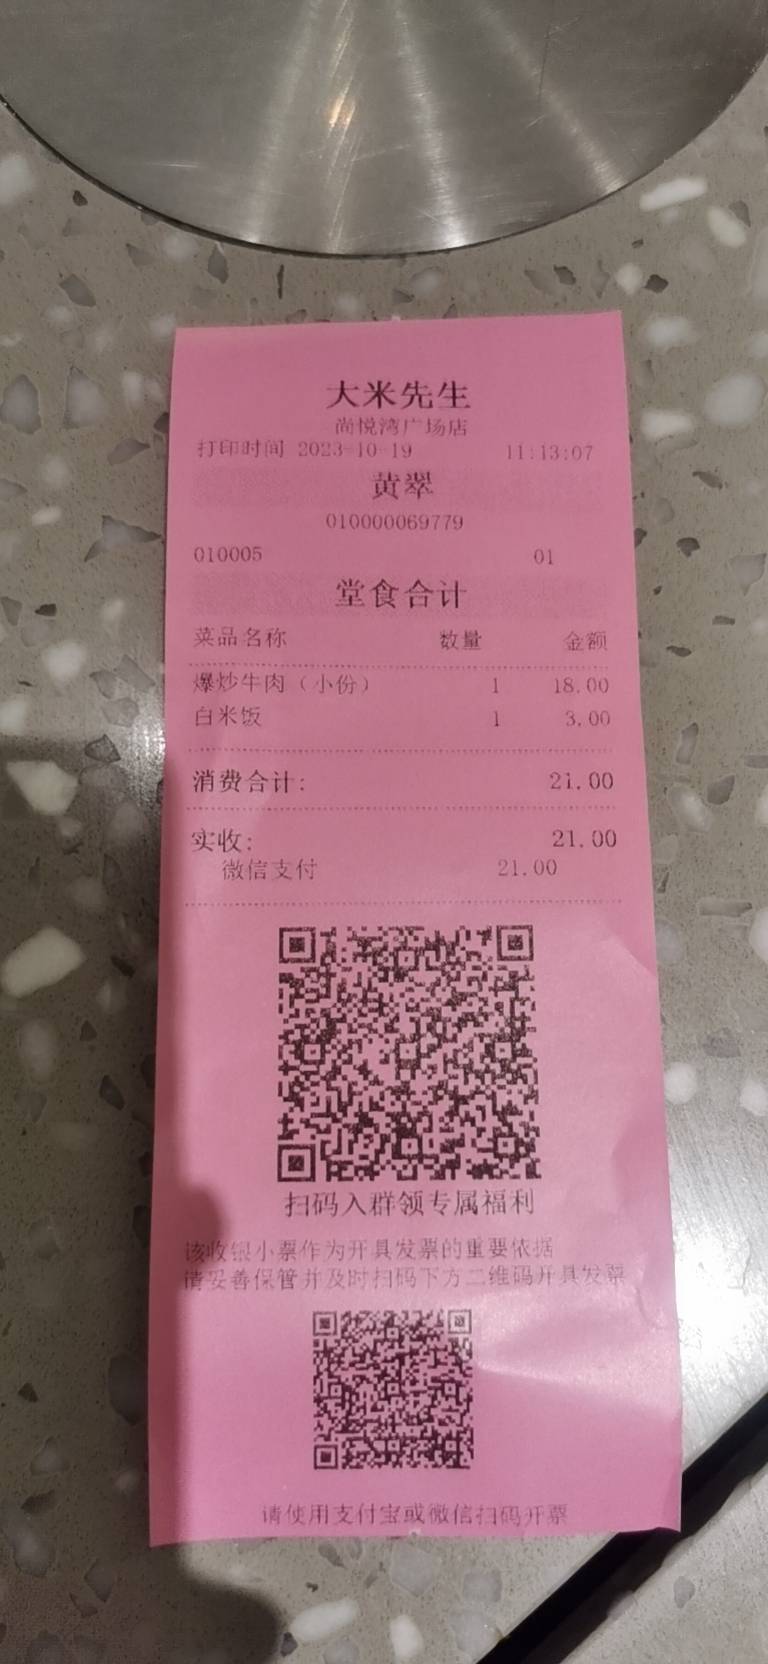 大米先生
尚悦湾广场店
打印时间 2023-10-19 11:13:07
黄翠
010000069779
010005 01
堂食合计
菜品名称 数量 金额
爆炒牛肉（小份） 1 18.00
白米饭 1 3.00
消费合计: 21.00
实收: 21.00
微信支付 21.00
扫码入群领专属福利
该收银小票作为开具发票的重要依据
请妥善保管并及时扫码下方二维码开具发票
请使用支付宝或微信扫码开票